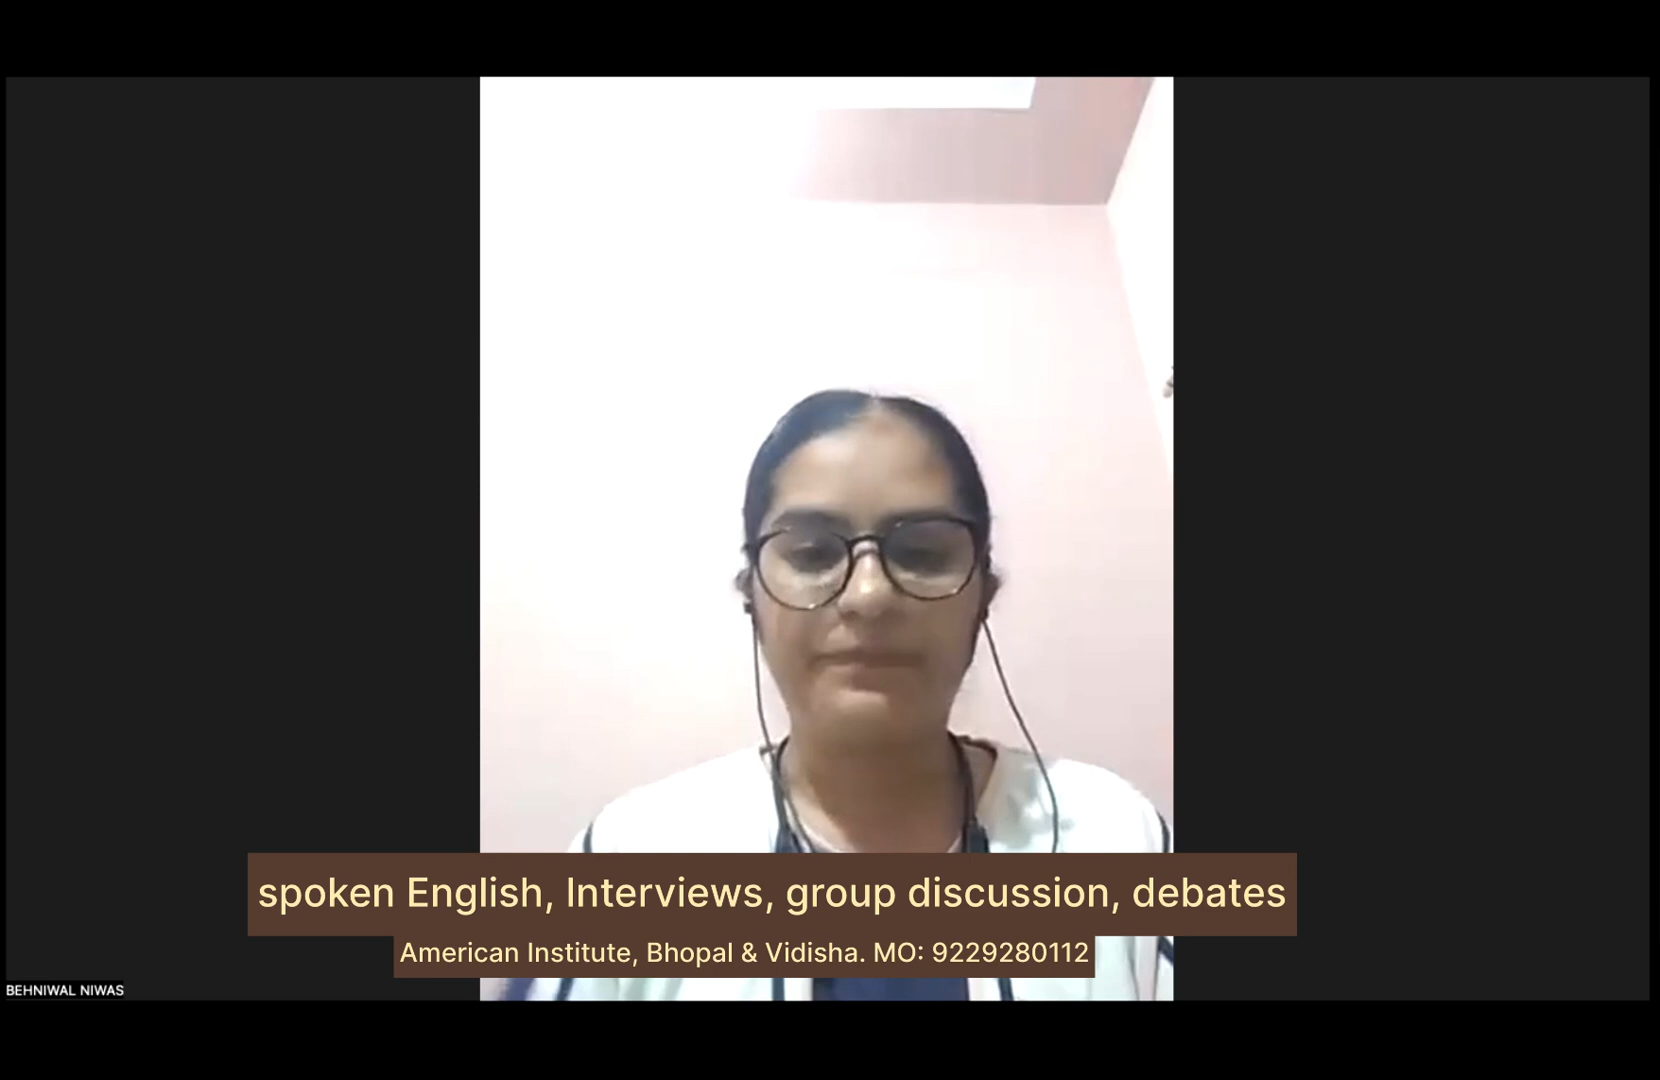 spoken English, Interviews, group discussion, debates
American Institute, Bhopal & Vidisha. MO: 9229280112
BEHNIWAL NIWAS